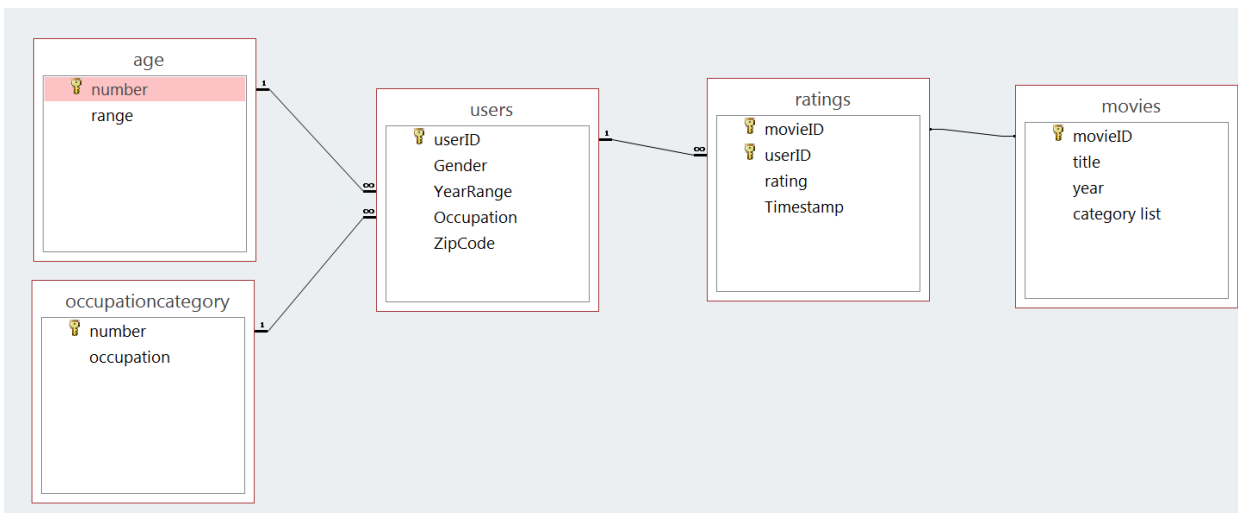 age
number
range
occupationcategory
number
occupation
users
userID
Gender
YearRange
Occupation
ZipCode
ratings
movieID
userID
rating
Timestamp
movies
movieID
title
year
category list
1
∞
∞
1
1
∞